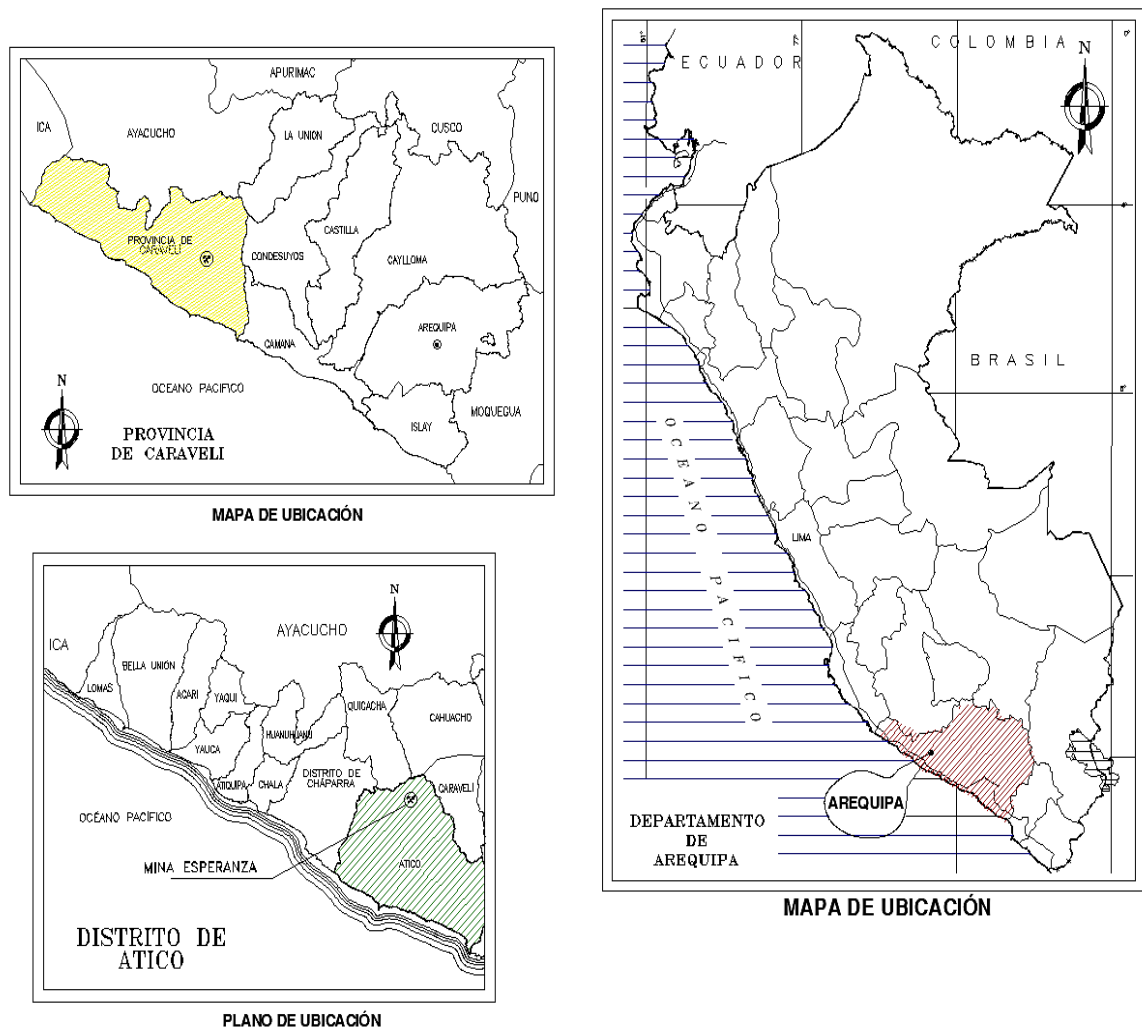 APURIMAC
ICA
AYACUCHO
LA UNION
CUSCO
PUNO
PROVINCIA DE
CARAVELI
CONDESUYOS
CASTILLA
CAYLLOMA
AREQUIPA
CAMANA
OCEANO PACIFICO
MOQUEGUA
ISLAY
N
PROVINCIA
DE CARAVELI
MAPA DE UBICACIÓN
N
ICA
AYACUCHO
BELLA UNIÓN
LOMAS
ACARI
YAQUI
QUICACHA
CAHUACHO
HUANUHUANU
YAUCA
ATIQUIPA
CHALA
DISTRITO DE
CHÁPARRA
CARAVELI
OCÉANO PACÍFICO
MINA ESPERANZA
ATICO
DISTRITO DE
ATICO
PLANO DE UBICACIÓN
COLOMBIA
ECUADOR
N
BRASIL
OCEANO PACIFICO
LIMA
AREQUIPA
DEPARTAMENTO
DE
AREQUIPA
MAPA DE UBICACIÓN